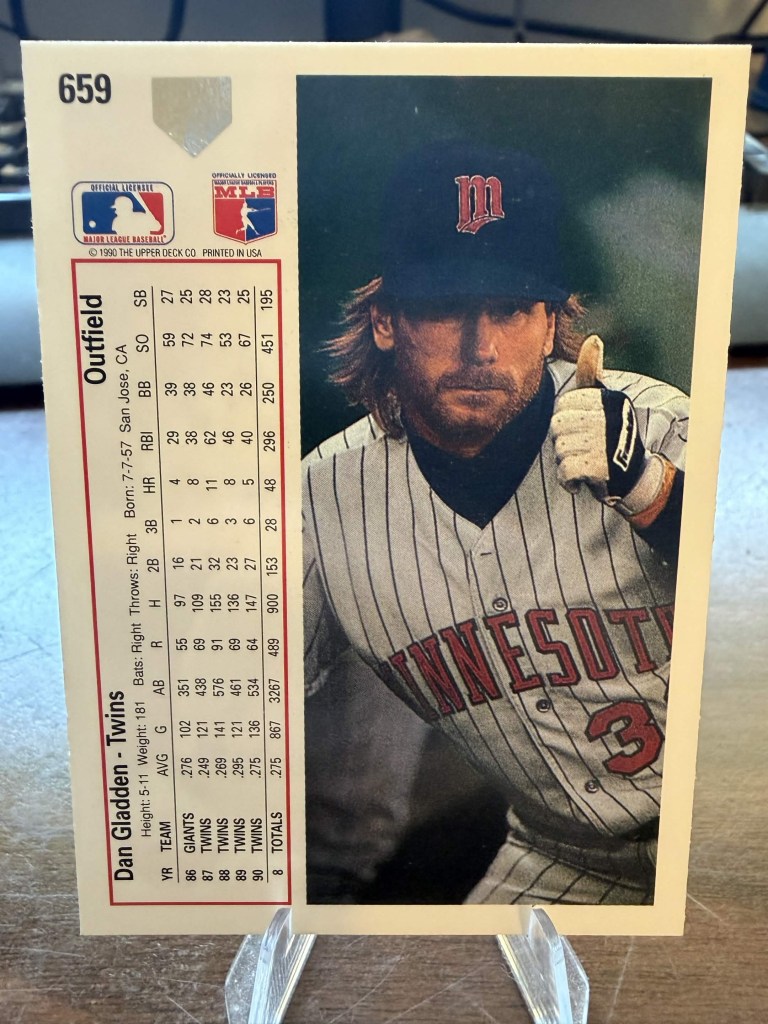 659
OFFICIAL LICENSEE
MAJOR LEAGUE BASEBALL
OFFICIALLY LICENSED
MAJOR LEAGUE BASEBALL PLAYERS
MLB
© 1990 THE UPPER DECK CO PRINTED IN USA
Dan Gladden - Twins Outfield
Height: 5-11 Weight: 181 Bats: Right Throws: Right Born: 7-7-57 San Jose, CA
YR TEAM AVG G AB R H 2B 3B HR RBI BB SO SB
86 GIANTS .276 102 351 55 97 16 1 4 29 39 59 27
87 TWINS .249 121 438 69 109 21 2 8 38 38 72 25
88 TWINS .269 141 576 91 155 32 6 11 62 46 74 28
89 TWINS .295 121 461 69 136 23 3 8 46 23 53 23
90 TWINS .275 136 534 64 147 27 6 5 40 26 67 25
8 TOTALS .275 867 3267 489 900 153 28 48 296 250 451 195
m
MINNESOTA
3